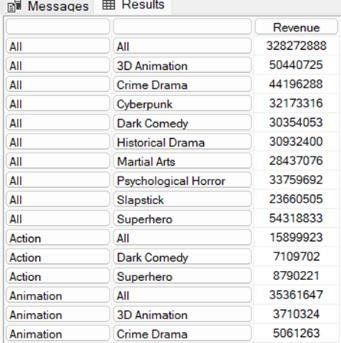 Messages Results
Revenue
All All 328272888
All 3D Animation 50440725
All Crime Drama 44196288
All Cyberpunk 32173316
All Dark Comedy 30354053
All Historical Drama 30932400
All Martial Arts 28437076
All Psychological Horror 33759692
All Slapstick 23660505
All Superhero 54318833
Action All 15899923
Action Dark Comedy 7109702
Action Superhero 8790221
Animation All 35361647
Animation 3D Animation 3710324
Animation Crime Drama 5061263